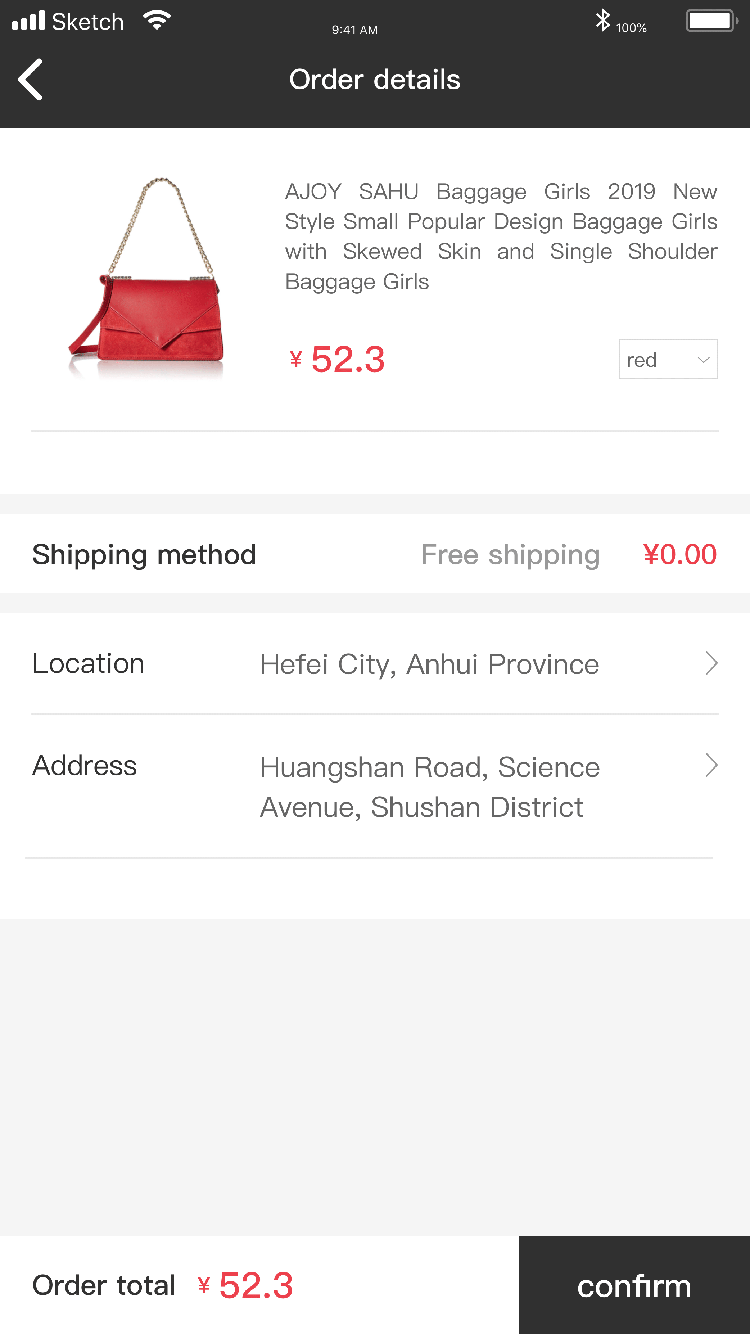 Sketch 9:41 AM 100%
Order details
AJOY SAHU Baggage Girls 2019 New
Style Small Popular Design Baggage Girls
with Skewed Skin and Single Shoulder
Baggage Girls
¥ 52.3 red
Shipping method Free shipping ¥0.00
Location Hefei City, Anhui Province
Address Huangshan Road, Science
Avenue, Shushan District
Order total ¥ 52.3 confirm